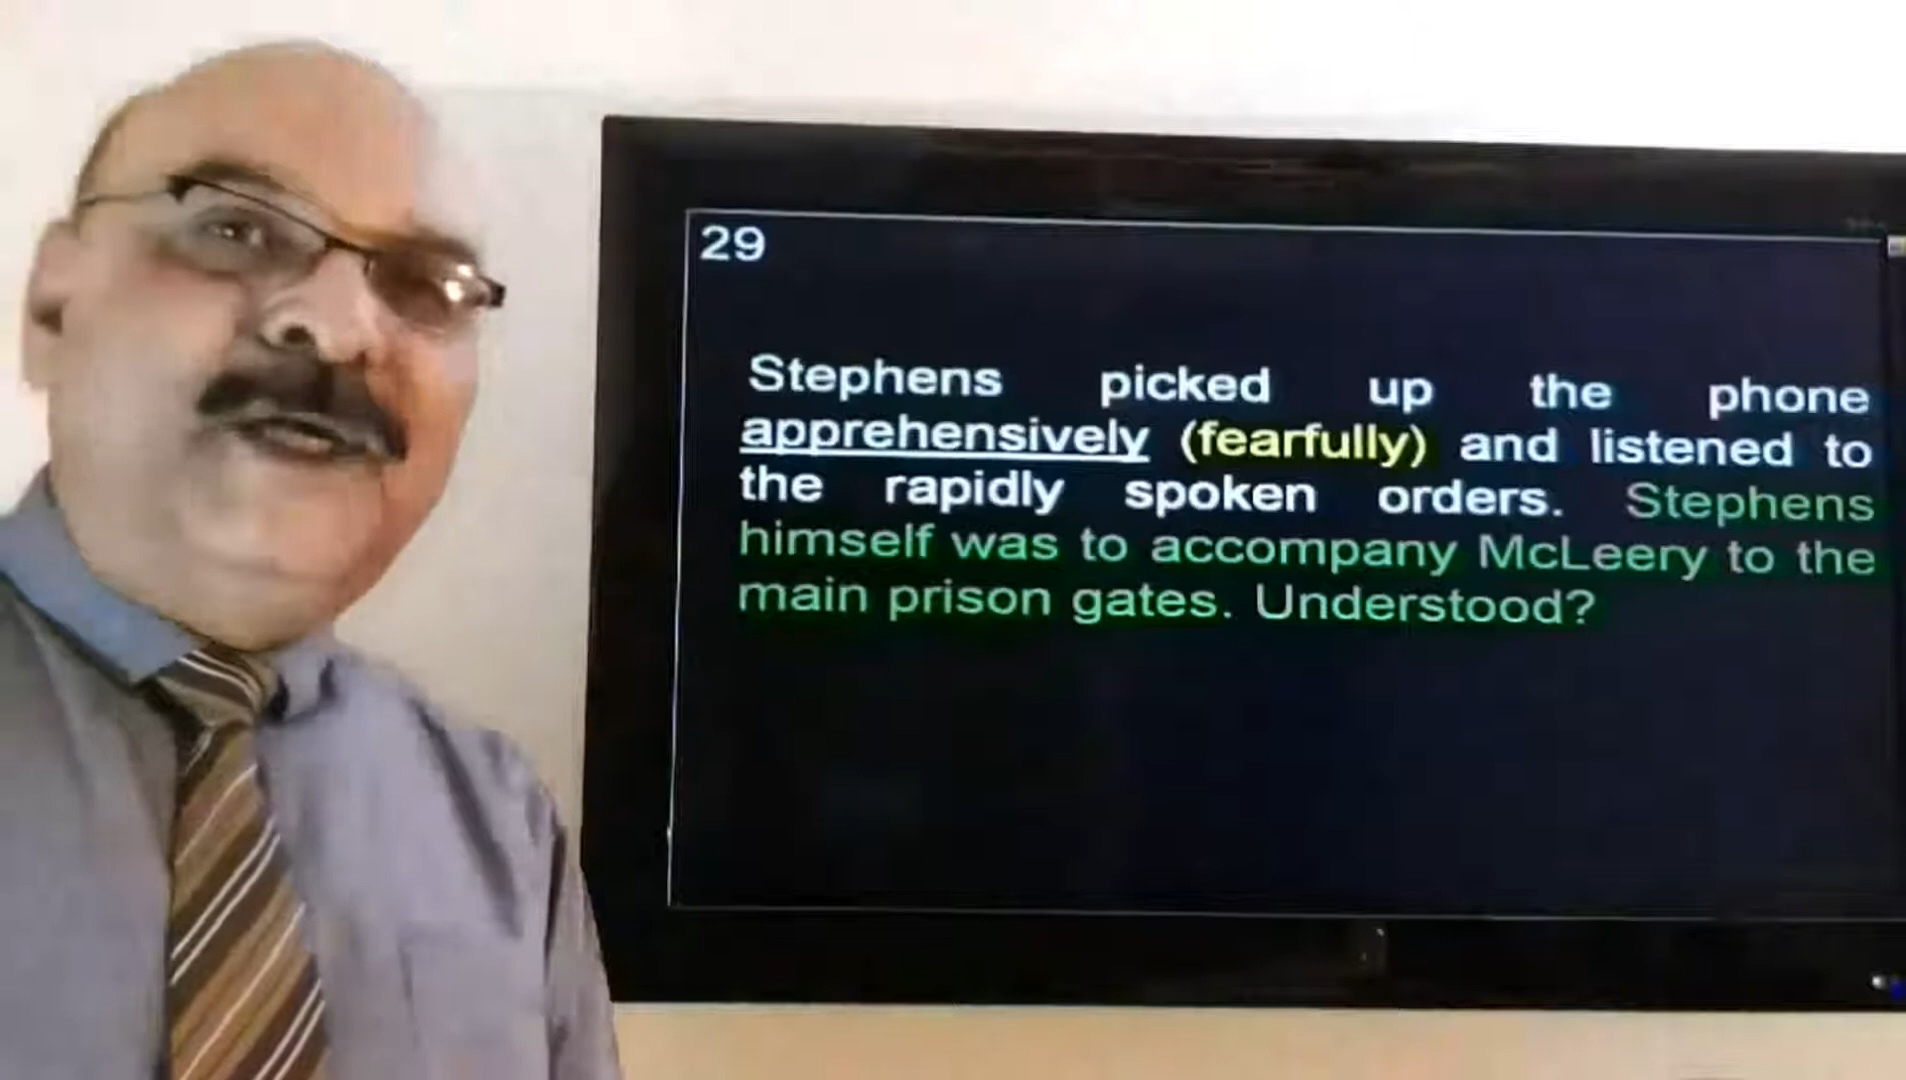 29
Stephens picked up the phone
apprehensively (fearfully) and listened to
the rapidly spoken orders. Stephens
himself was to accompany McLeery to the
main prison gates. Understood?